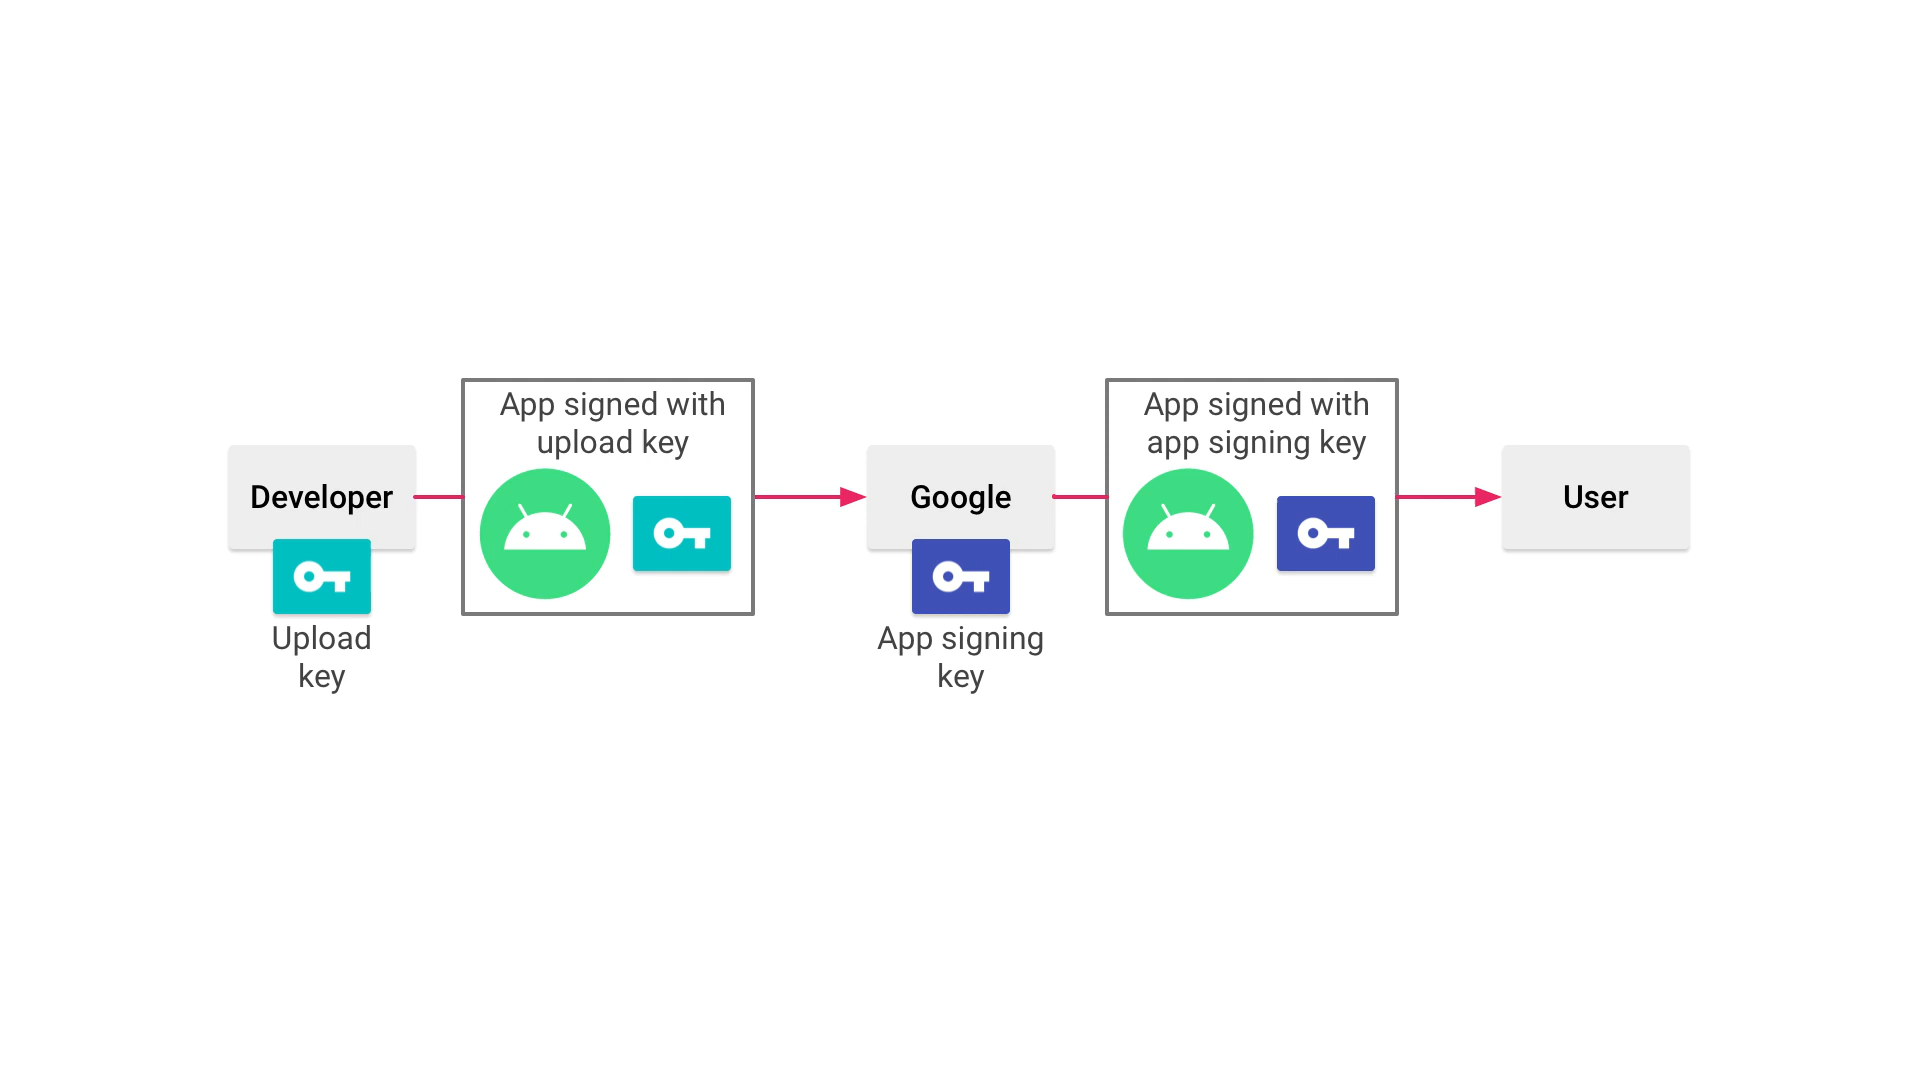 Developer
Upload
key
App signed with
upload key
Google
App signing
key
App signed with
app signing key
User